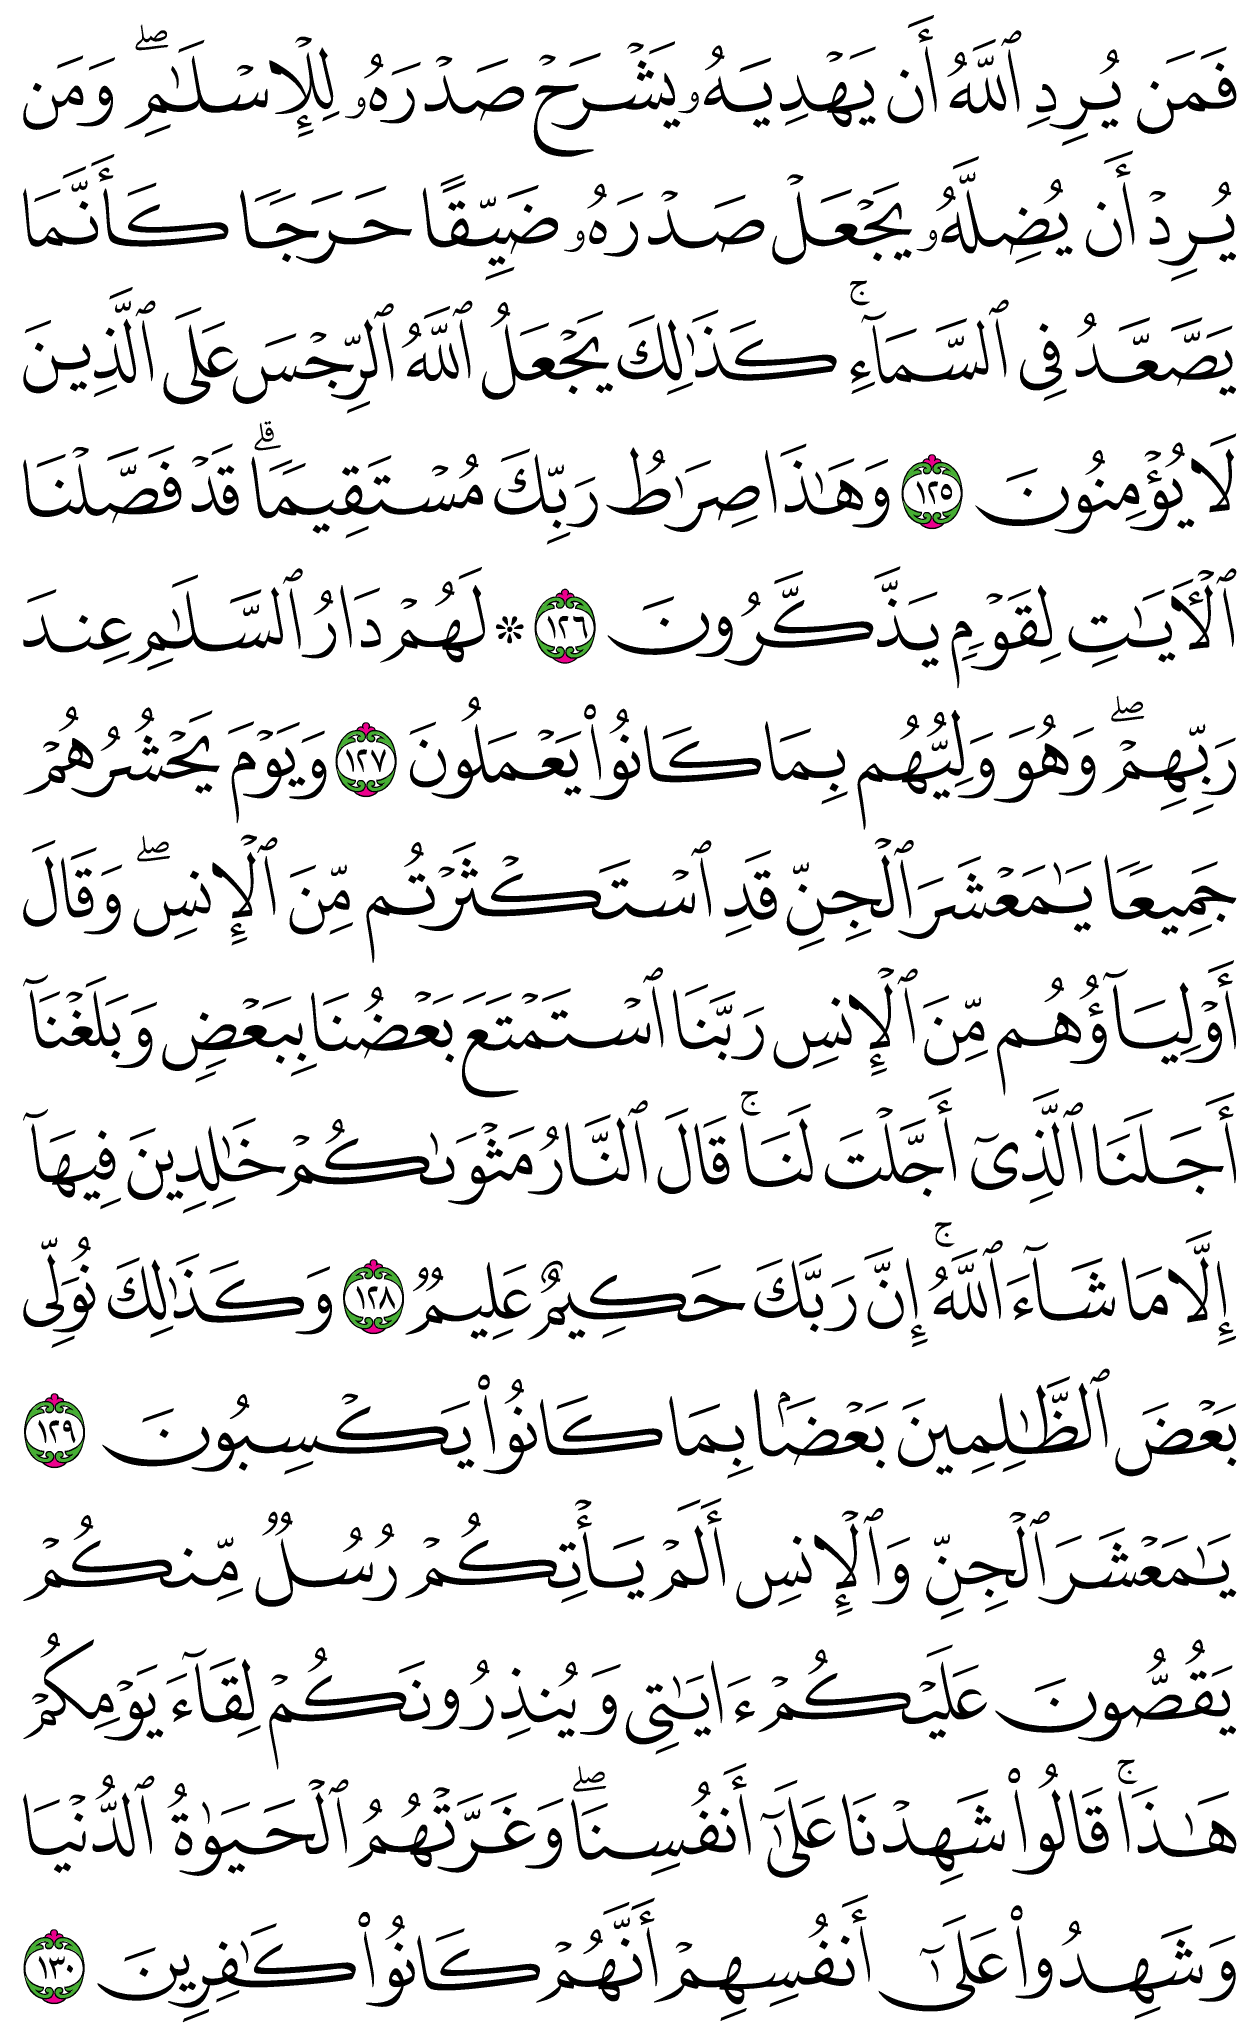 فَمَن يُرِدِ ٱللَّهُ أَن يَهْدِيَهُۥ يَشْرَحْ صَدْرَهُۥ لِلْإِسْلَٰمِ ۖ وَمَن
يُرِدْ أَن يُضِلَّهُۥ يَجْعَلْ صَدْرَهُۥ ضَيِّقًا حَرَجًا كَأَنَّمَا
يَصَّعَّدُ فِى ٱلسَّمَآءِ ۚ كَذَٰلِكَ يَجْعَلُ ٱللَّهُ ٱلرِّجْسَ عَلَى ٱلَّذِينَ
لَا يُؤْمِنُونَ ١٢٥ وَهَٰذَا صِرَٰطُ رَبِّكَ مُسْتَقِيمًا ۗ قَدْ فَصَّلْنَا
ٱلْأَيَٰتِ لِقَوْمٍ يَذَّكَّرُونَ ١٢٦ * لَهُمْ دَارُ ٱلسَّلَٰمِ عِندَ
رَبِّهِمْ ۖ وَهُوَ وَلِيُّهُم بِمَا كَانُوا۟ يَعْمَلُونَ ١٢٧ وَيَوْمَ يَحْشُرُهُمْ
جَمِيعًا يَٰمَعْشَرَ ٱلْجِنِّ قَدِ ٱسْتَكْثَرْتُم مِّنَ ٱلْإِنسِ ۖ وَقَالَ
أَوْلِيَآؤُهُم مِّنَ ٱلْإِنسِ رَبَّنَا ٱسْتَمْتَعَ بَعْضُنَا بِبَعْضٍ وَبَلَغْنَآ
أَجَلَنَا ٱلَّذِىٓ أَجَّلْتَ لَنَا ۚ قَالَ ٱلنَّارُ مَثْوَىٰكُمْ خَٰلِدِينَ فِيهَآ
إِلَّا مَا شَآءَ ٱللَّهُ ۚ إِنَّ رَبَّكَ حَكِيمٌ عَلِيمٌ ١٢٨ وَكَذَٰلِكَ نُوَلِّى
بَعْضَ ٱلظَّٰلِمِينَ بَعْضًۢا بِمَا كَانُوا۟ يَكْسِبُونَ ١٢٩
يَٰمَعْشَرَ ٱلْجِنِّ وَٱلْإِنسِ أَلَمْ يَأْتِكُمْ رُسُلٌ مِّنكُمْ
يَقُصُّونَ عَلَيْكُمْ ءَايَٰتِى وَيُنذِرُونَكُمْ لِقَآءَ يَوْمِكُمْ
هَٰذَا ۚ قَالُوا۟ شَهِدْنَا عَلَىٰٓ أَنفُسِنَا ۖ وَغَرَّتْهُمُ ٱلْحَيَوٰةُ ٱلدُّنْيَا
وَشَهِدُوا۟ عَلَىٰٓ أَنفُسِهِمْ أَنَّهُمْ كَانُوا۟ كَٰفِرِينَ ١٣٠